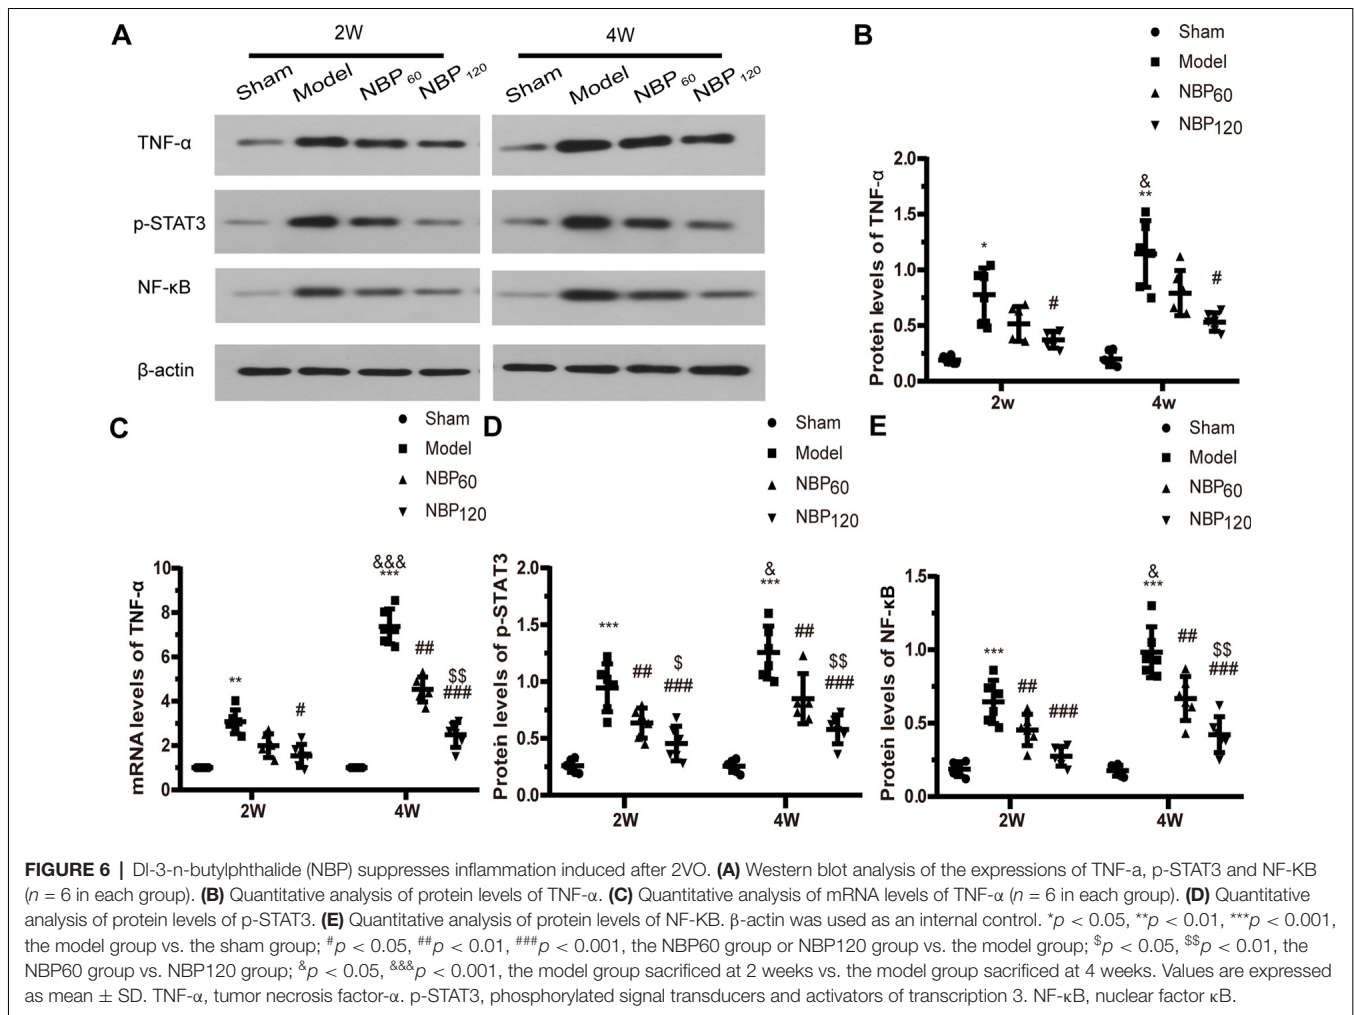 A
2W
4W
Sham
Model
NBP 60
NBP 120
Sham
Model
NBP 60
NBP 120
TNF-α
p-STAT3
NF-κB
β-actin
B
Sham
Model
NBP60
NBP120
Proten levels of TNF-α
2.0
1.5
1.0
0.5
0.0
*
#
&
**
#
2w
4w
C
Sham
Model
NBP60
NBP120
mRNA levels of TNF-α
10
8
6
4
2
0
**
#
&&&
***
##
$$
###
2W
4W
D
Sham
Model
NBP60
NBP120
Proten levels of p-STAT3
2.0
1.5
1.0
0.5
0.0
***
##
$
###
&
***
##
$$
###
2W
4W
E
Sham
Model
NBP60
NBP120
Proten levels of NF-κB
1.5
1.0
0.5
0.0
***
##
###
&
***
##
$$
###
2W
4W
FIGURE 6 | Dl-3-n-butylphthalide (NBP) suppresses inflammation induced after 2VO. (A) Western blot analysis of the expressions of TNF-a, p-STAT3 and NF-KB
(n = 6 in each group). (B) Quantitative analysis of protein levels of TNF-α. (C) Quantitative analysis of mRNA levels of TNF-α (n = 6 in each group). (D) Quantitative
analysis of protein levels of p-STAT3. (E) Quantitative analysis of protein levels of NF-KB. β-actin was used as an internal control. *p < 0.05, **p < 0.01, ***p < 0.001,
the model group vs. the sham group; #p < 0.05, ##p < 0.01, ###p < 0.001, the NBP60 group or NBP120 group vs. the model group; $p < 0.05, $$p < 0.01, the
NBP60 group vs. NBP120 group; &p < 0.05, &&&p < 0.001, the model group sacrificed at 2 weeks vs. the model group sacrificed at 4 weeks. Values are expressed
as mean ± SD. TNF-α, tumor necrosis factor-α. p-STAT3, phosphorylated signal transducers and activators of transcription 3. NF-κB, nuclear factor κB.